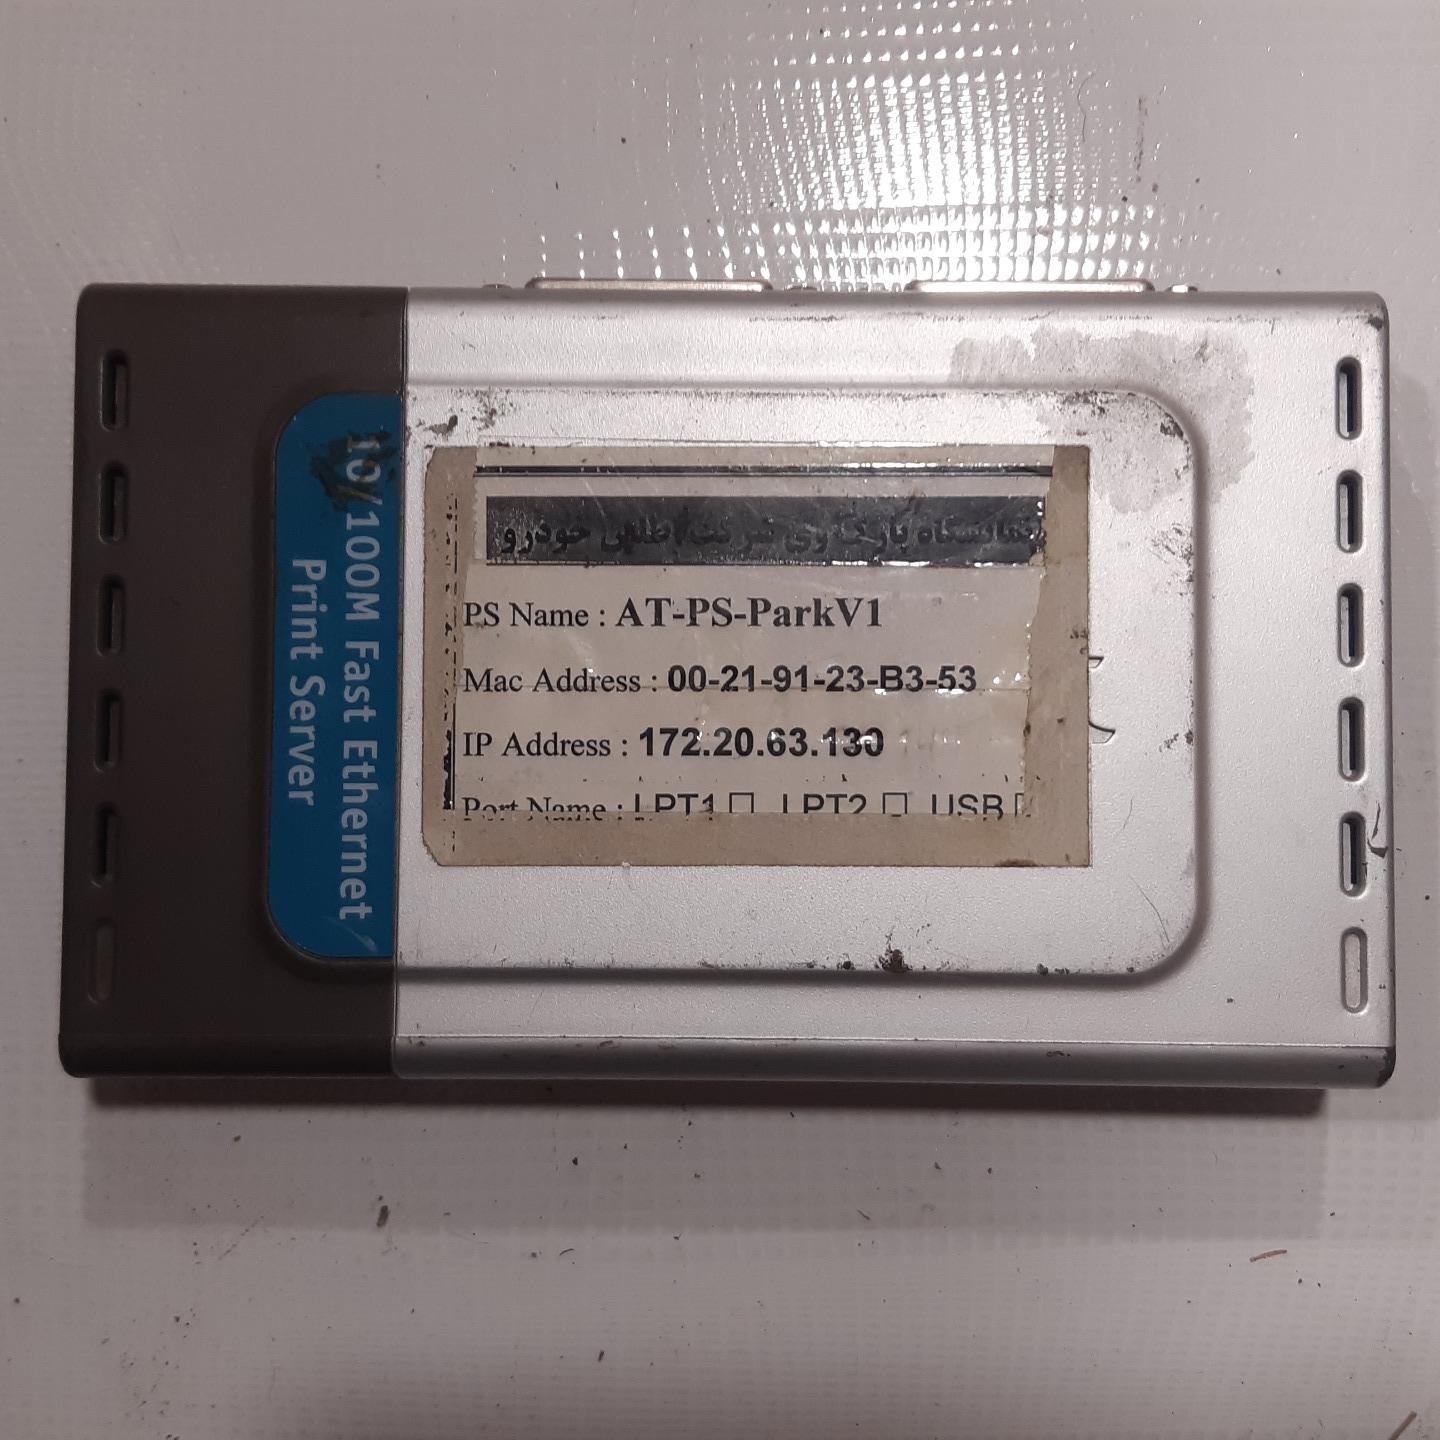 10/100M Fast Ethernet
Print Server
نمایشگاه پارک وی شرکت اطلس خودرو
PS Name : AT-PS-ParkV1
Mac Address : 00-21-91-23-B3-53
IP Address : 172.20.63.130
Port Name : LPT1 ☐ LPT2 ☐ USB ☐